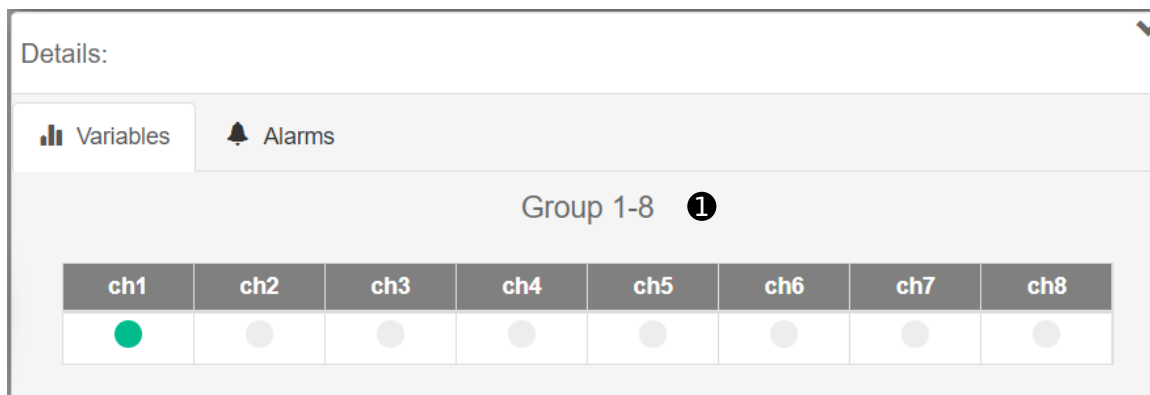 Details:
Variables Alarms
Group 1-8 ❶
ch1 ch2 ch3 ch4 ch5 ch6 ch7 ch8